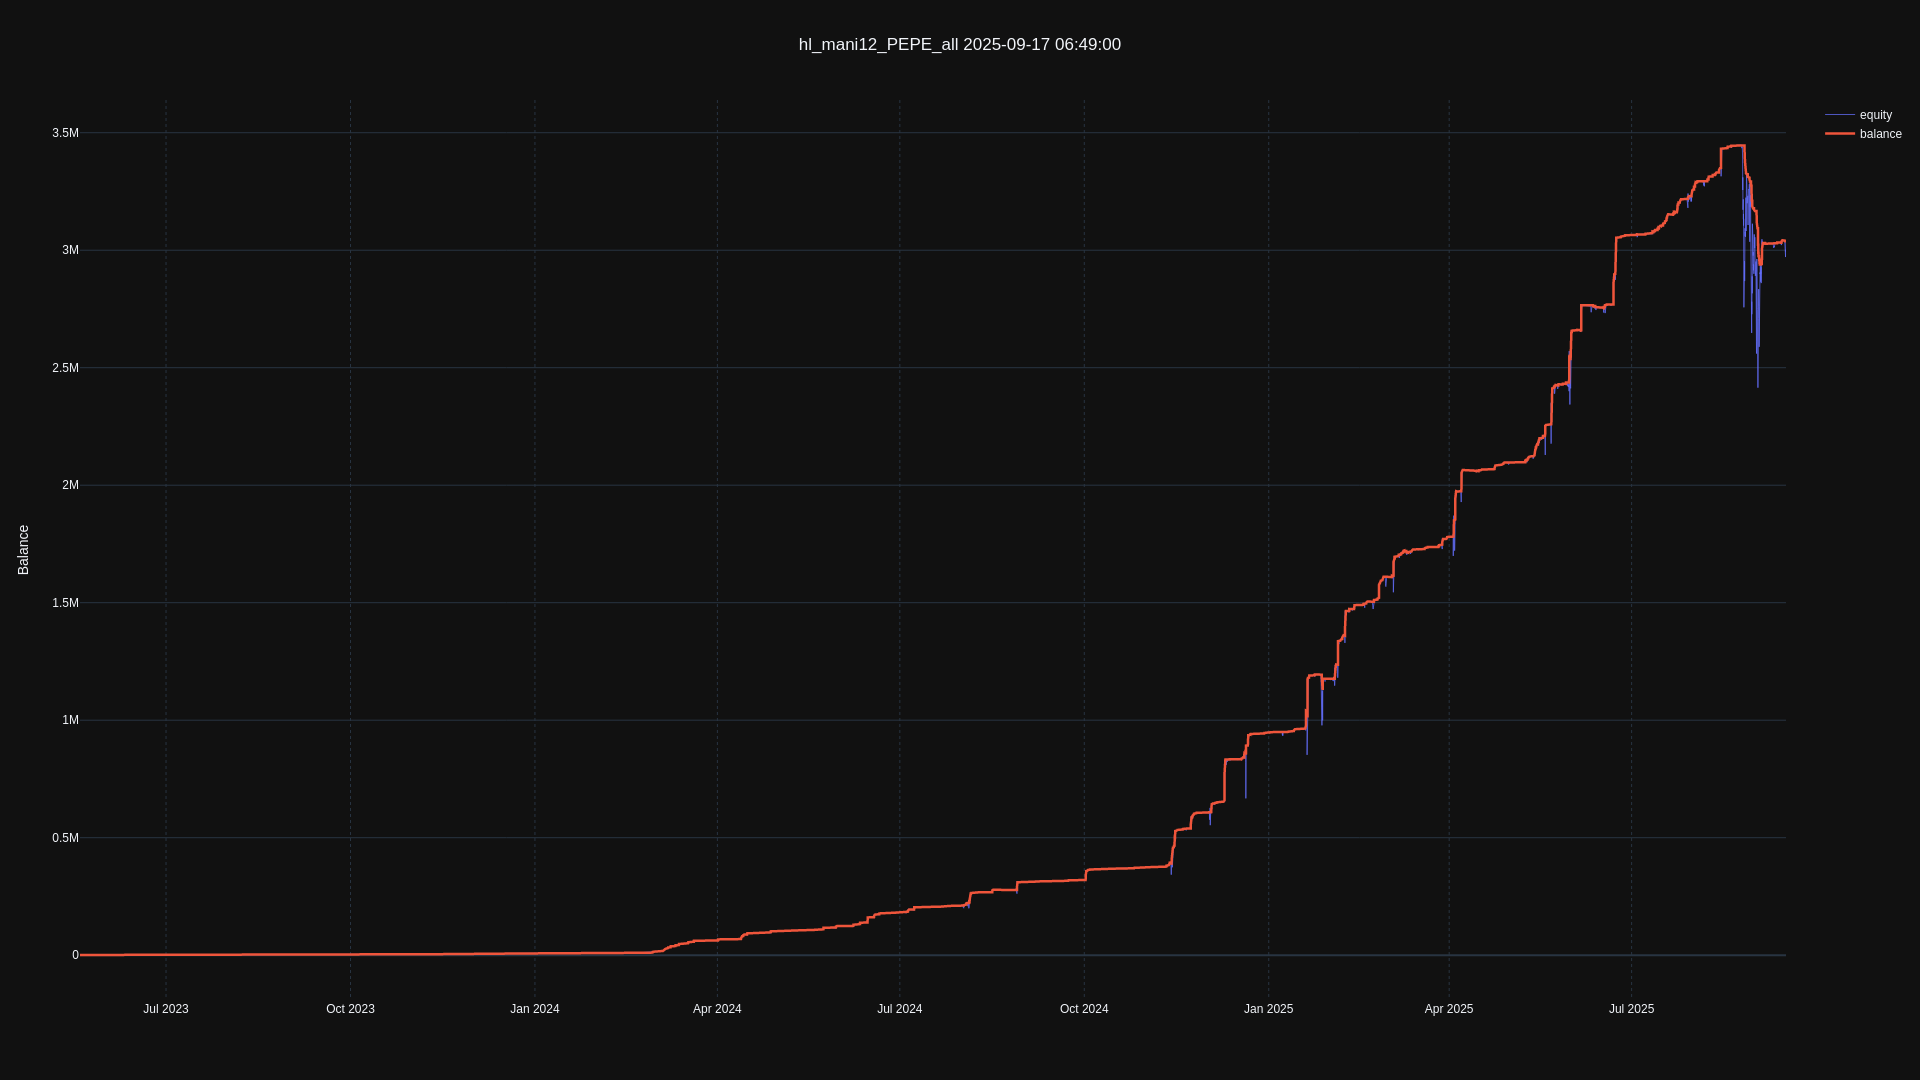 hl_mani12_PEPE_all 2025-09-17 06:49:00
equity
balance
3.5M
3M
2.5M
2M
1.5M
1M
0.5M
0
Balance
Jul 2023
Oct 2023
Jan 2024
Apr 2024
Jul 2024
Oct 2024
Jan 2025
Apr 2025
Jul 2025